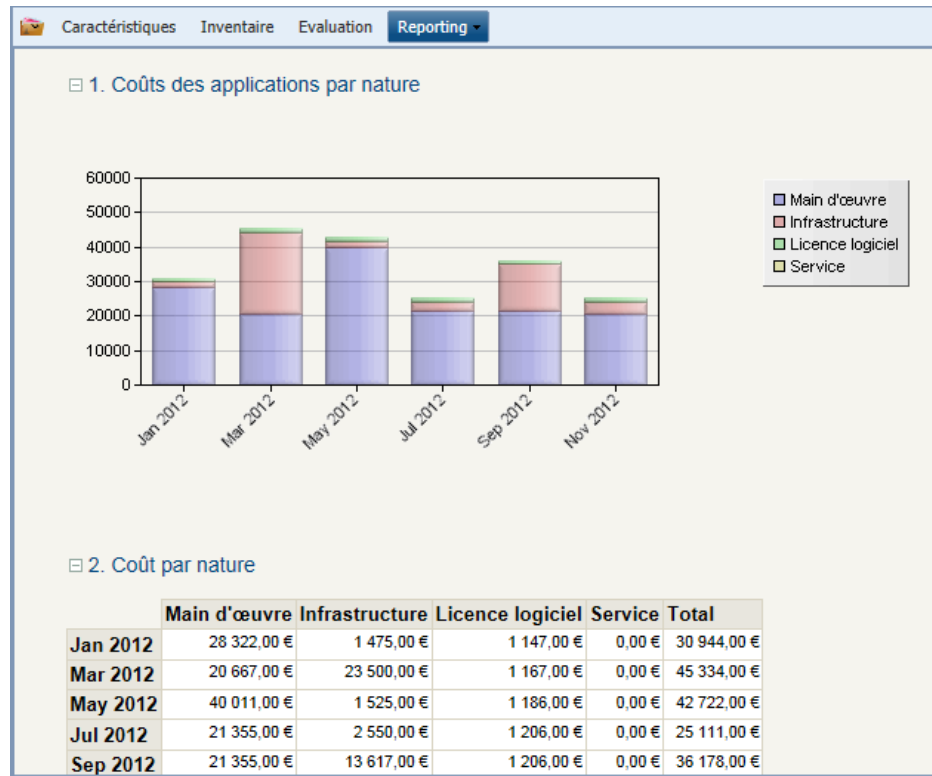 Caractéristiques Inventaire Evaluation Reporting
1. Coûts des applications par nature
60000
50000
40000
30000
20000
10000
0
Jan 2012 Mar 2012 May 2012 Jul 2012 Sep 2012 Nov 2012
Main d'œuvre
Infrastructure
Licence logiciel
Service
2. Coût par nature
Main d'œuvre Infrastructure Licence logiciel Service Total
Jan 2012 28 322,00 € 1 475,00 € 1 147,00 € 0,00 € 30 944,00 €
Mar 2012 20 667,00 € 23 500,00 € 1 167,00 € 0,00 € 45 334,00 €
May 2012 40 011,00 € 1 525,00 € 1 186,00 € 0,00 € 42 722,00 €
Jul 2012 21 355,00 € 2 550,00 € 1 206,00 € 0,00 € 25 111,00 €
Sep 2012 21 355,00 € 13 617,00 € 1 206,00 € 0,00 € 36 178,00 €